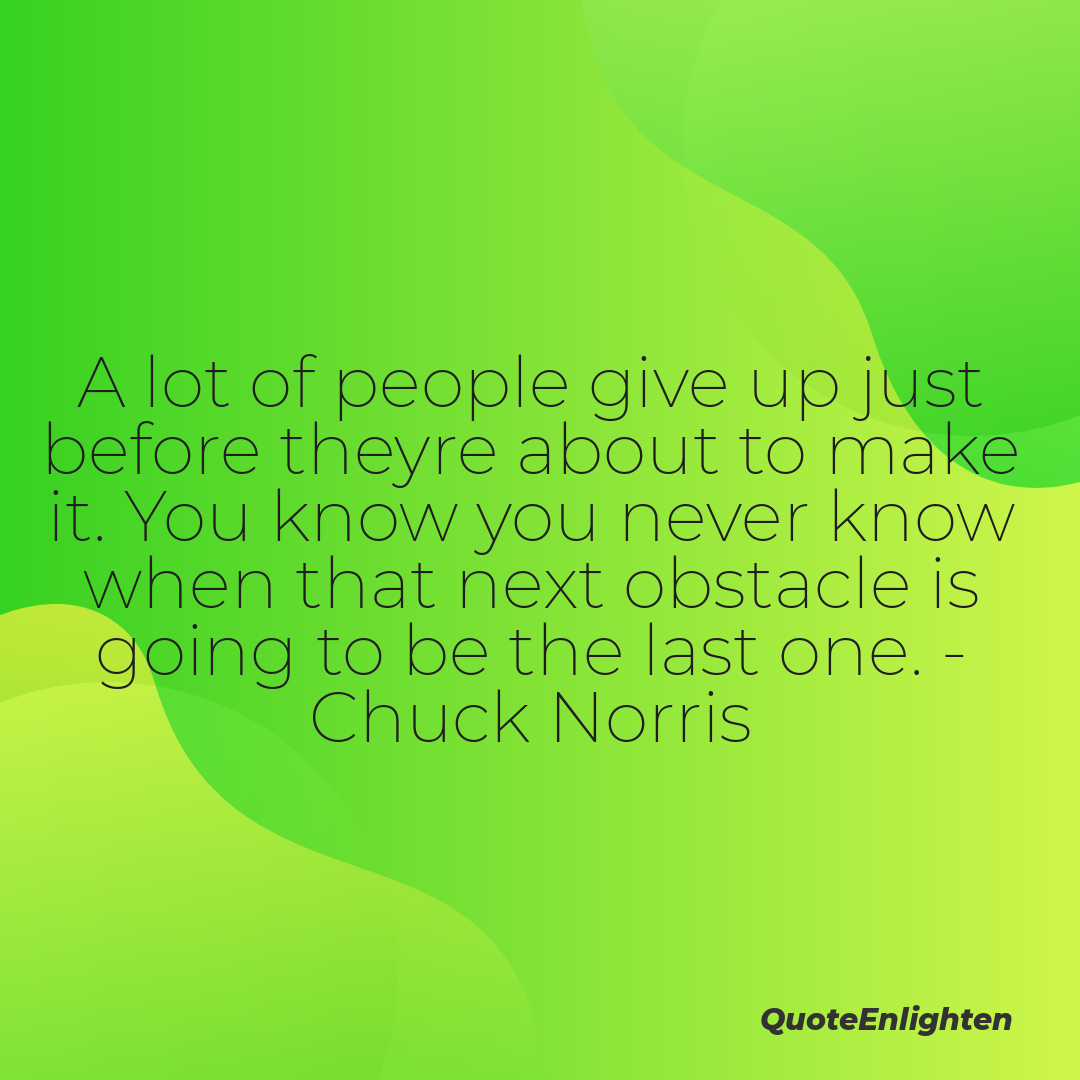 A lot of people give up just
before theyre about to make
it. You know you never know
when that next obstacle is
going to be the last one. -
Chuck Norris
QuoteEnlighten